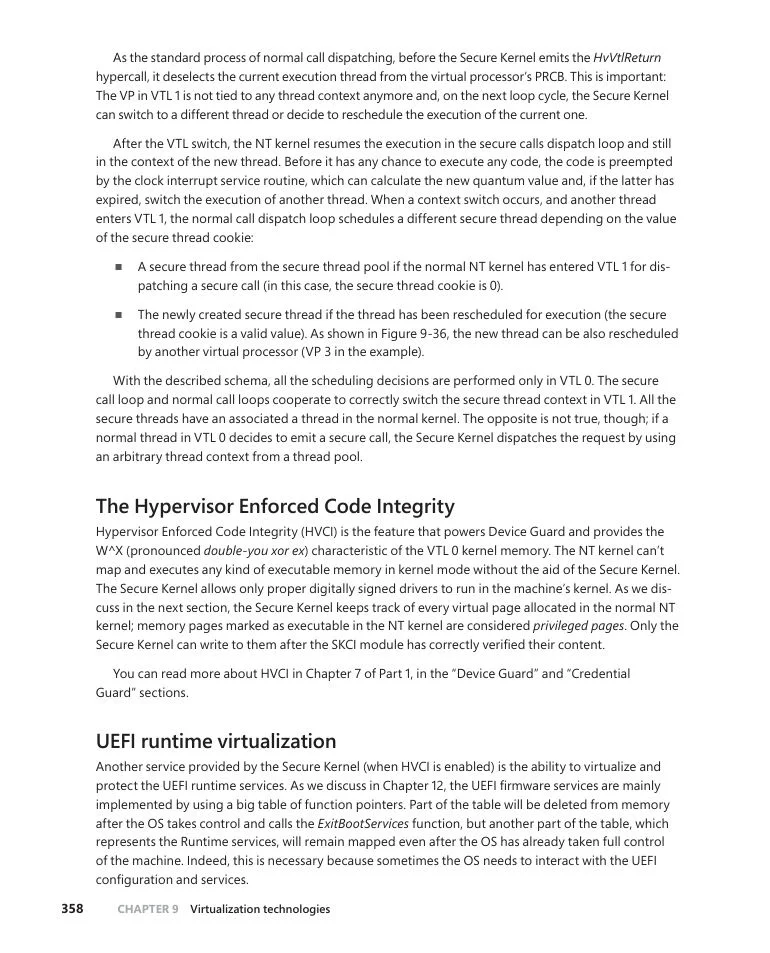 As the standard process of normal call dispatching, before the Secure Kernel emits the HvVtlReturn
hypercall, it deselects the current execution thread from the virtual processor’s PRCB. This is important:
The VP in VTL 1 is not tied to any thread context anymore and, on the next loop cycle, the Secure Kernel
can switch to a different thread or decide to reschedule the execution of the current one.
After the VTL switch, the NT kernel resumes the execution in the secure calls dispatch loop and still
in the context of the new thread. Before it has any chance to execute any code, the code is preempted
by the clock interrupt service routine, which can calculate the new quantum value and, if the latter has
expired, switch the execution of another thread. When a context switch occurs, and another thread
enters VTL 1, the normal call dispatch loop schedules a different secure thread depending on the value
of the secure thread cookie:
■ A secure thread from the secure thread pool if the normal NT kernel has entered VTL 1 for dis-
patching a secure call (in this case, the secure thread cookie is 0).
■ The newly created secure thread if the thread has been rescheduled for execution (the secure
thread cookie is a valid value). As shown in Figure 9-36, the new thread can be also rescheduled
by another virtual processor (VP 3 in the example).
With the described schema, all the scheduling decisions are performed only in VTL 0. The secure
call loop and normal call loops cooperate to correctly switch the secure thread context in VTL 1. All the
secure threads have an associated a thread in the normal kernel. The opposite is not true, though; if a
normal thread in VTL 0 decides to emit a secure call, the Secure Kernel dispatches the request by using
an arbitrary thread context from a thread pool.
The Hypervisor Enforced Code Integrity
Hypervisor Enforced Code Integrity (HVCI) is the feature that powers Device Guard and provides the
W^X (pronounced double-you xor ex) characteristic of the VTL 0 kernel memory. The NT kernel can’t
map and executes any kind of executable memory in kernel mode without the aid of the Secure Kernel.
The Secure Kernel allows only proper digitally signed drivers to run in the machine’s kernel. As we dis-
cuss in the next section, the Secure Kernel keeps track of every virtual page allocated in the normal NT
kernel; memory pages marked as executable in the NT kernel are considered privileged pages. Only the
Secure Kernel can write to them after the SKCI module has correctly verified their content.
You can read more about HVCI in Chapter 7 of Part 1, in the “Device Guard” and “Credential
Guard” sections.
UEFI runtime virtualization
Another service provided by the Secure Kernel (when HVCI is enabled) is the ability to virtualize and
protect the UEFI runtime services. As we discuss in Chapter 12, the UEFI firmware services are mainly
implemented by using a big table of function pointers. Part of the table will be deleted from memory
after the OS takes control and calls the ExitBootServices function, but another part of the table, which
represents the Runtime services, will remain mapped even after the OS has already taken full control
of the machine. Indeed, this is necessary because sometimes the OS needs to interact with the UEFI
configuration and services.
358 CHAPTER 9 Virtualization technologies